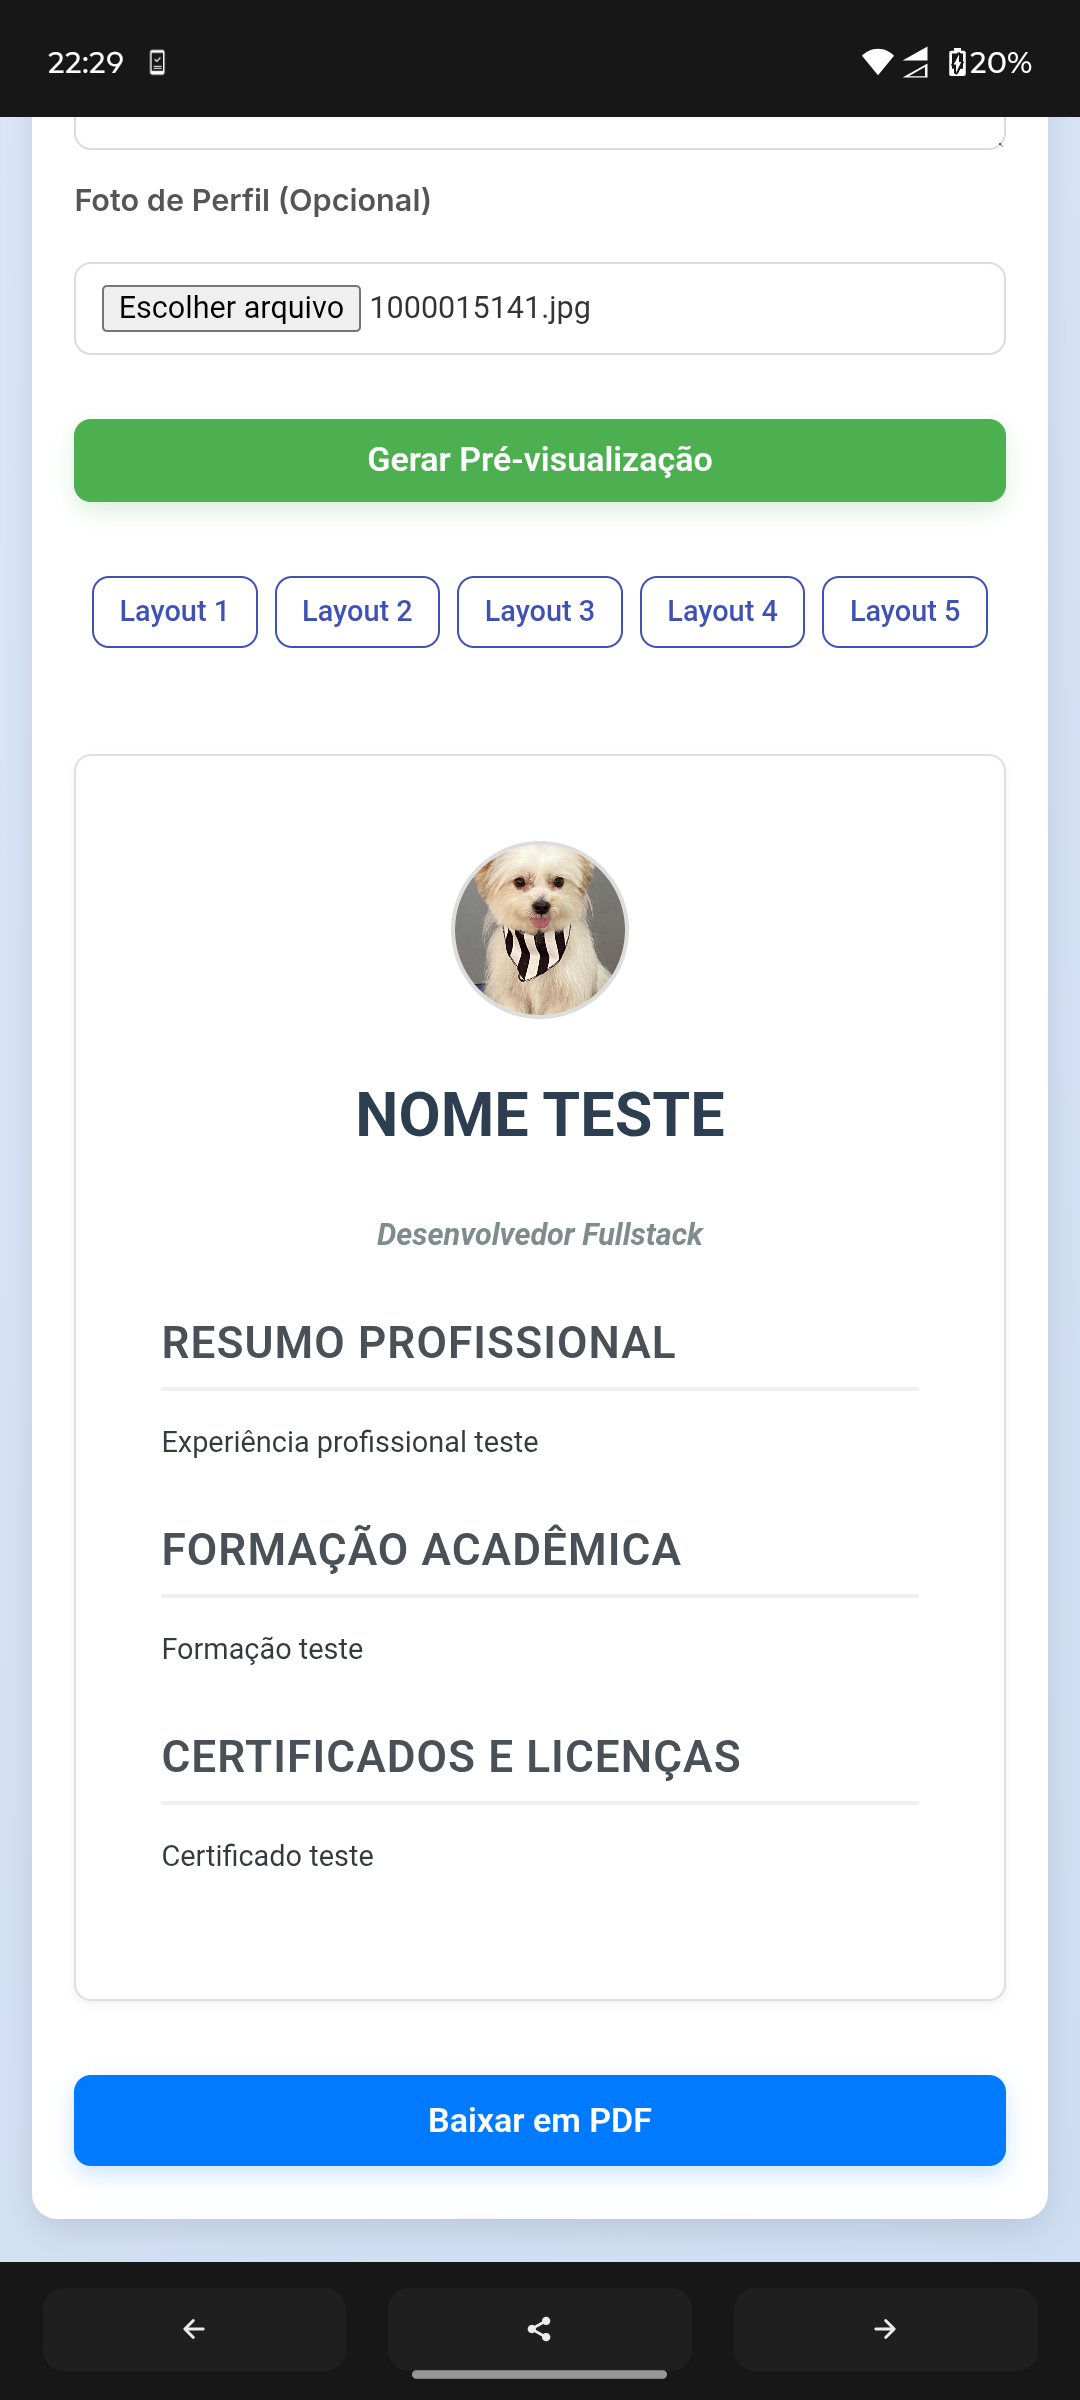 22:29
20%
Foto de Perfil (Opcional)
Escolher arquivo 1000015141.jpg
Gerar Pré-visualização
Layout 1 Layout 2 Layout 3 Layout 4 Layout 5
NOME TESTE
Desenvolvedor Fullstack
RESUMO PROFISSIONAL
Experiência profissional teste
FORMAÇÃO ACADÊMICA
Formação teste
CERTIFICADOS E LICENÇAS
Certificado teste
Baixar em PDF